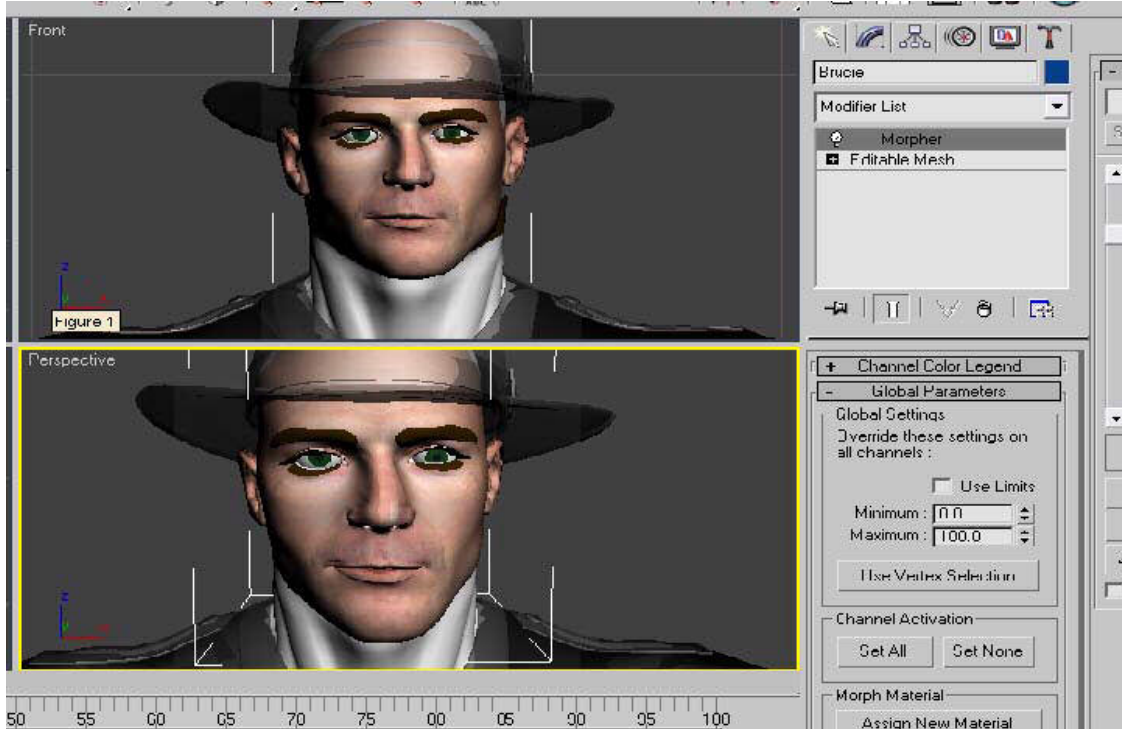 Front
Figure 1
Perspective
50 55 60 65 70 75 80 85 90 95 100
Brucie
Modifier List
Morpher
Editable Mesh
+ Channel Color Legend
- Global Parameters
Global Settings
Override these settings on
all channels :
Use Limits
Minimum : 0.0
Maximum : 100.0
Use Vertex Selection
Channel Activation
Set All Set None
Morph Material
Assign New Material